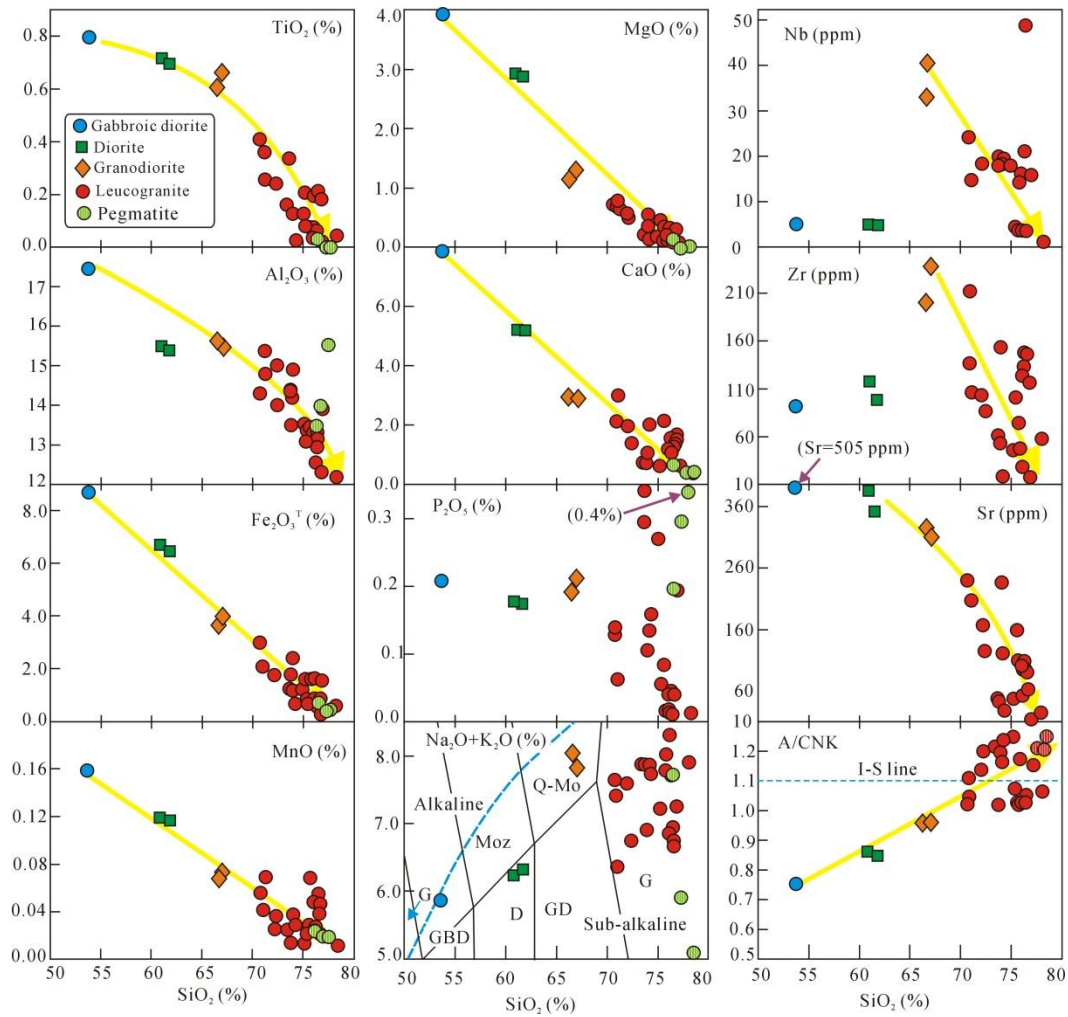 TiO₂ (%)
0.8
0.6
0.4
0.2
0.0
Gabbroic diorite
Diorite
Granodiorite
Leucogranite
Pegmatite
MgO (%)
4.0
3.0
2.0
1.0
0.0
Nb (ppm)
50
40
30
20
10
0
Al₂O₃ (%)
17
16
15
14
13
12
CaO (%)
6.0
4.0
2.0
0.0
Zr (ppm)
210
160
110
60
10
(Sr=505 ppm)
Fe₂O₃ᵀ (%)
8.0
6.0
4.0
2.0
0.0
P₂O₅ (%)
0.3
0.2
0.1
0.0
(0.4%)
Sr (ppm)
360
260
160
60
10
MnO (%)
0.16
0.12
0.08
0.04
0.00
50 55 60 65 70 75 80
SiO₂ (%)
Na₂O+K₂O (%)
8.0
7.0
6.0
5.0
Alkaline
Q-Mo
Moz
G
GBD
D
GD
G
Sub-alkaline
50 55 60 65 70 75 80
SiO₂ (%)
A/CNK
I-S line
1.2
1.1
1.0
0.9
0.8
0.7
0.6
0.5
50 55 60 65 70 75 80
SiO₂ (%)